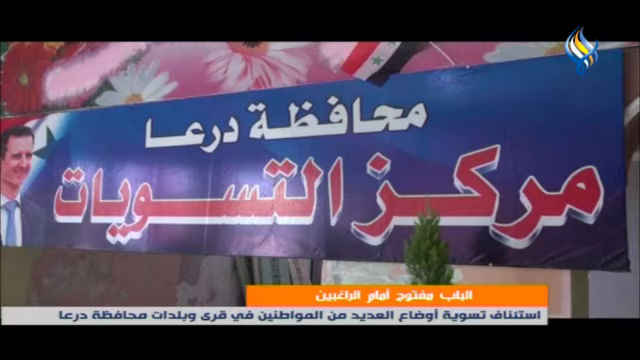 محافظة درعا
مركز التسويات
الباب مفتوح أمام الراغبين
استئناف تسوية أوضاع العديد من المواطنين في قرى وبلدات محافظة درعا